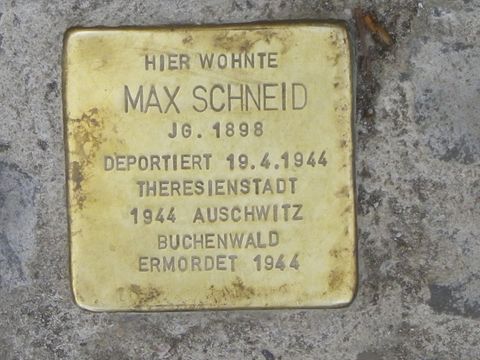 HIER WOHNTE
MAX SCHNEID
JG. 1898
DEPORTIERT 19.4.1944
THERESIENSTADT
1944 AUSCHWITZ
BUCHENWALD
ERMORDET 1944